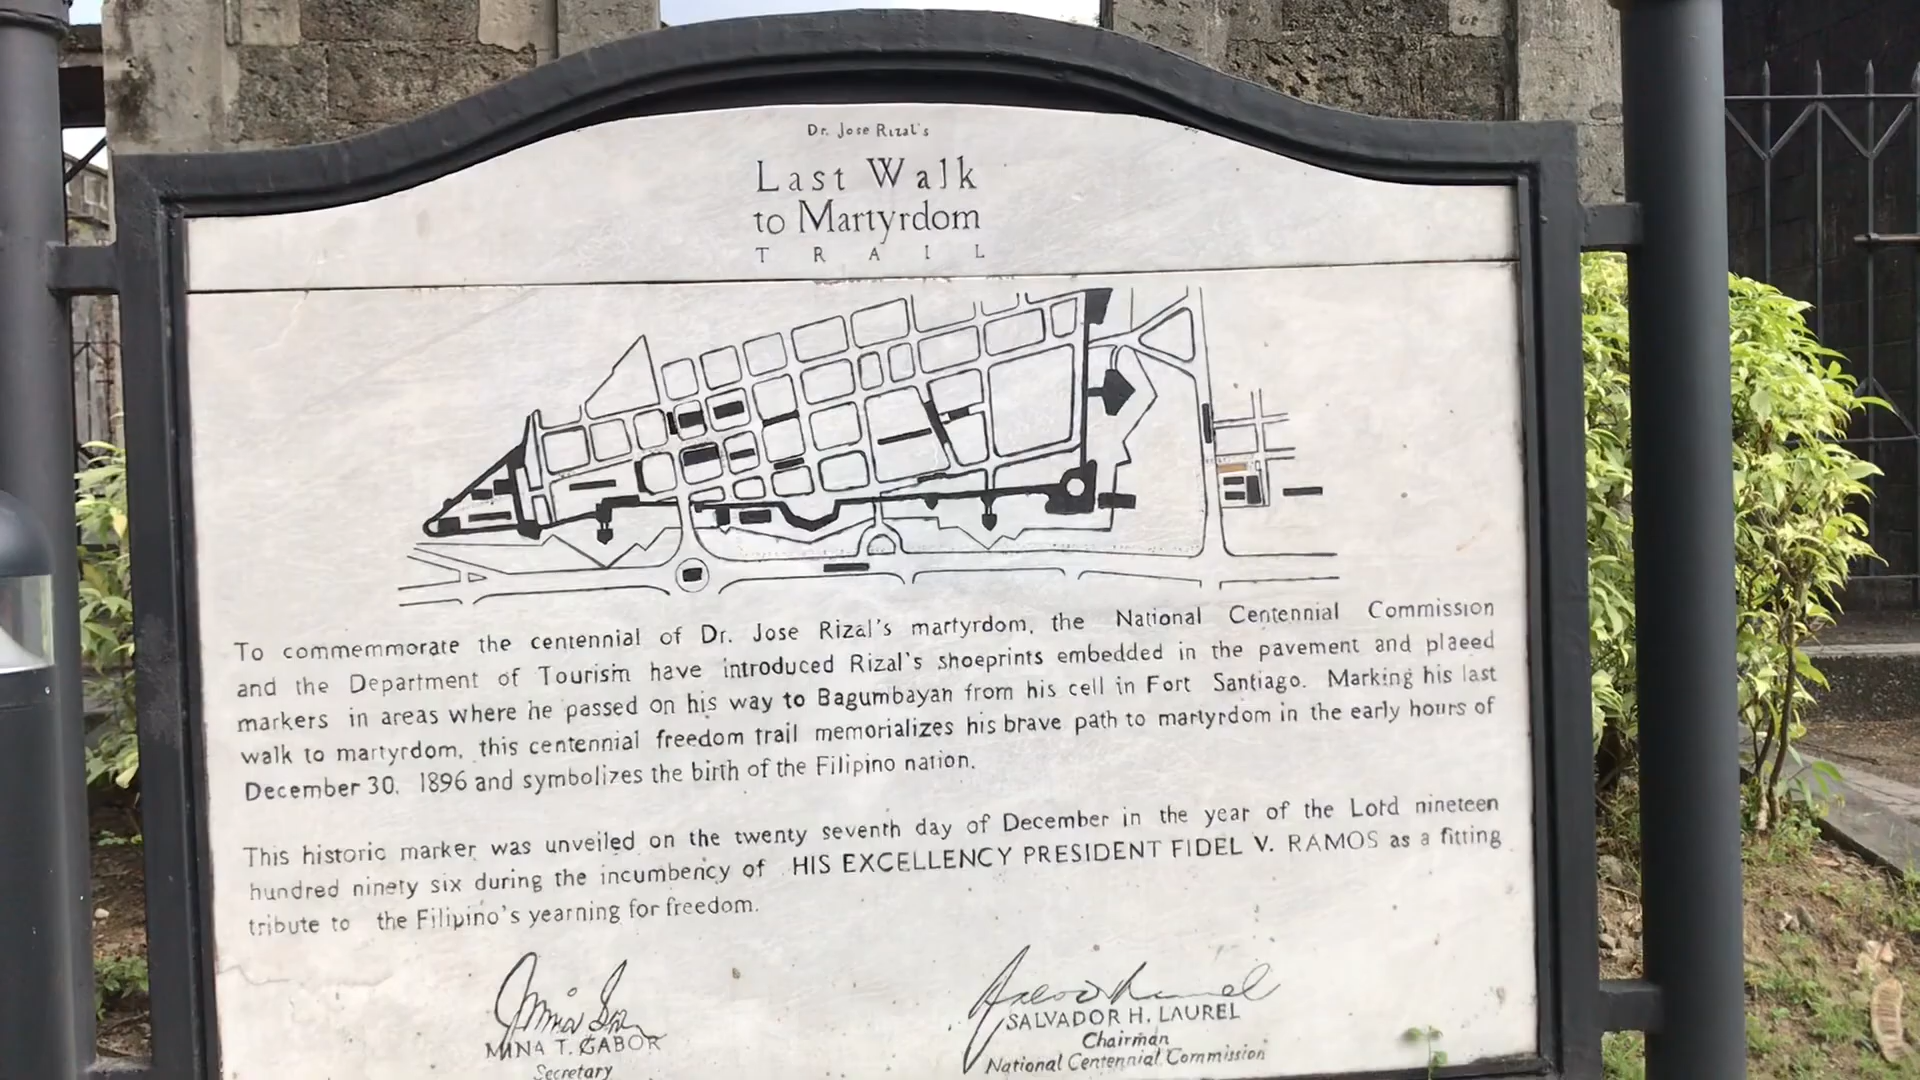 Dr. Jose Rizal's
Last Walk
to Martyrdom
TRAIL
To commemmorate the centennial of Dr. Jose Rizal's martyrdom, the National Centennial Commission
and the Department of Tourism have introduced Rizal's shoeprints embedded in the pavement and placed
markers in areas where he passed on his way to Bagumbayan from his cell in Fort Santiago. Marking his last
walk to martyrdom, this centennial freedom trail memorializes his brave path to martyrdom in the early hours of
December 30, 1896 and symbolizes the birth of the Filipino nation.
This historic marker was unveiled on the twenty seventh day of December in the year of the Lord nineteen
hundred ninety six during the incumbency of HIS EXCELLENCY PRESIDENT FIDEL V. RAMOS as a fitting
tribute to the Filipino's yearning for freedom.
MINA T. GABOR
Secretary
SALVADOR H. LAUREL
Chairman
National Centennial Commission